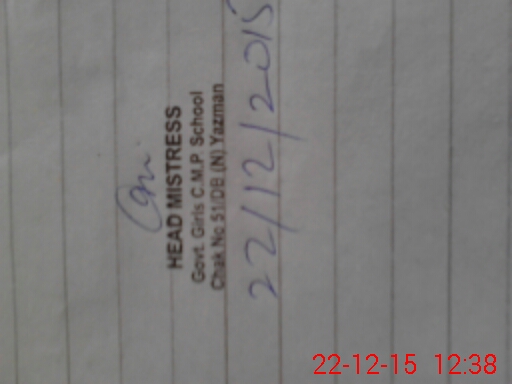 HEAD MISTRESS
Govt. Girls C.M.P. School
Chak No 51/DB (N) Yazman
22/12/2015
22-12-15 12:38